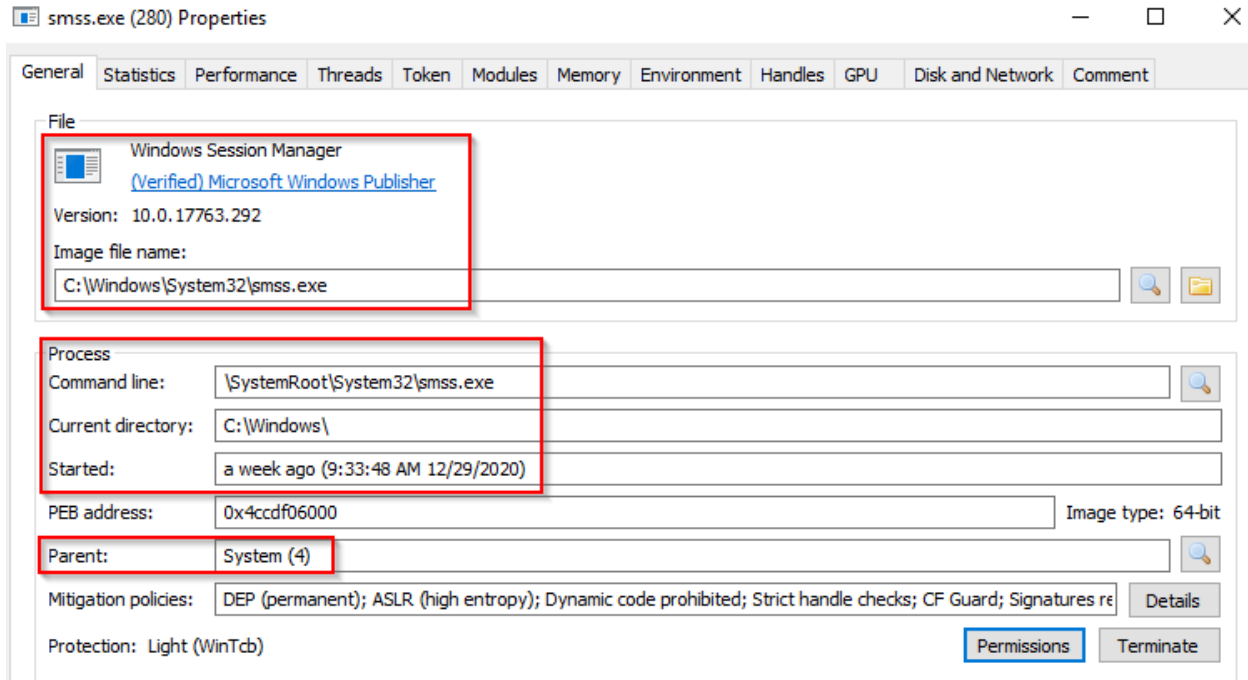 smss.exe (280) Properties
General Statistics Performance Threads Token Modules Memory Environment Handles GPU Disk and Network Comment
File
Windows Session Manager
(Verified) Microsoft Windows Publisher
Version: 10.0.17763.292
Image file name:
C:\Windows\System32\smss.exe
Process
Command line: \SystemRoot\System32\smss.exe
Current directory: C:\Windows\
Started: a week ago (9:33:48 AM 12/29/2020)
PEB address: 0x4ccdf06000 Image type: 64-bit
Parent: System (4)
Mitigation policies: DEP (permanent); ASLR (high entropy); Dynamic code prohibited; Strict handle checks; CF Guard; Signatures re Details
Protection: Light (WinTcb) Permissions Terminate